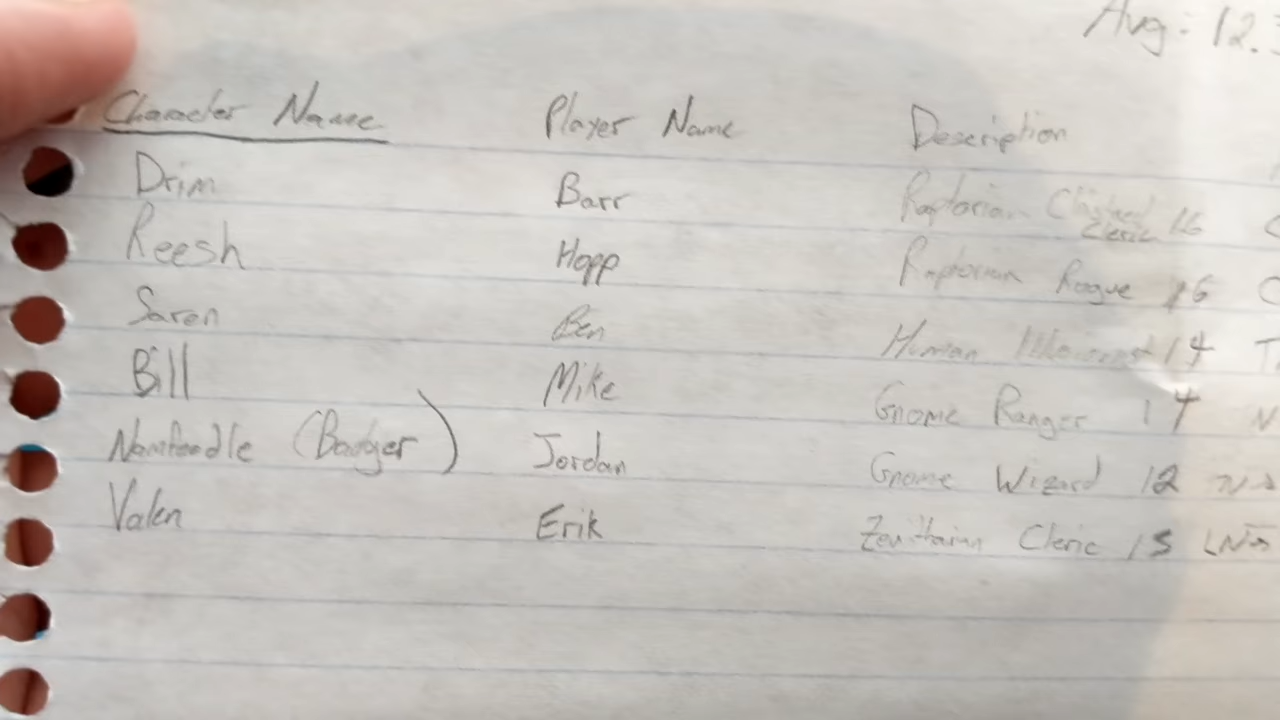 Avg: 12.
Character Name Player Name Description
Drim Barr Raptorian Cleric 16
Reesh Hopp Raptorian Rogue 16
Saren Ben Human 14
Bill Mike Gnome Ranger 14 N
(Badger) Jordan Gnome Wizard 12
Valen Erik Cleric 15 LN